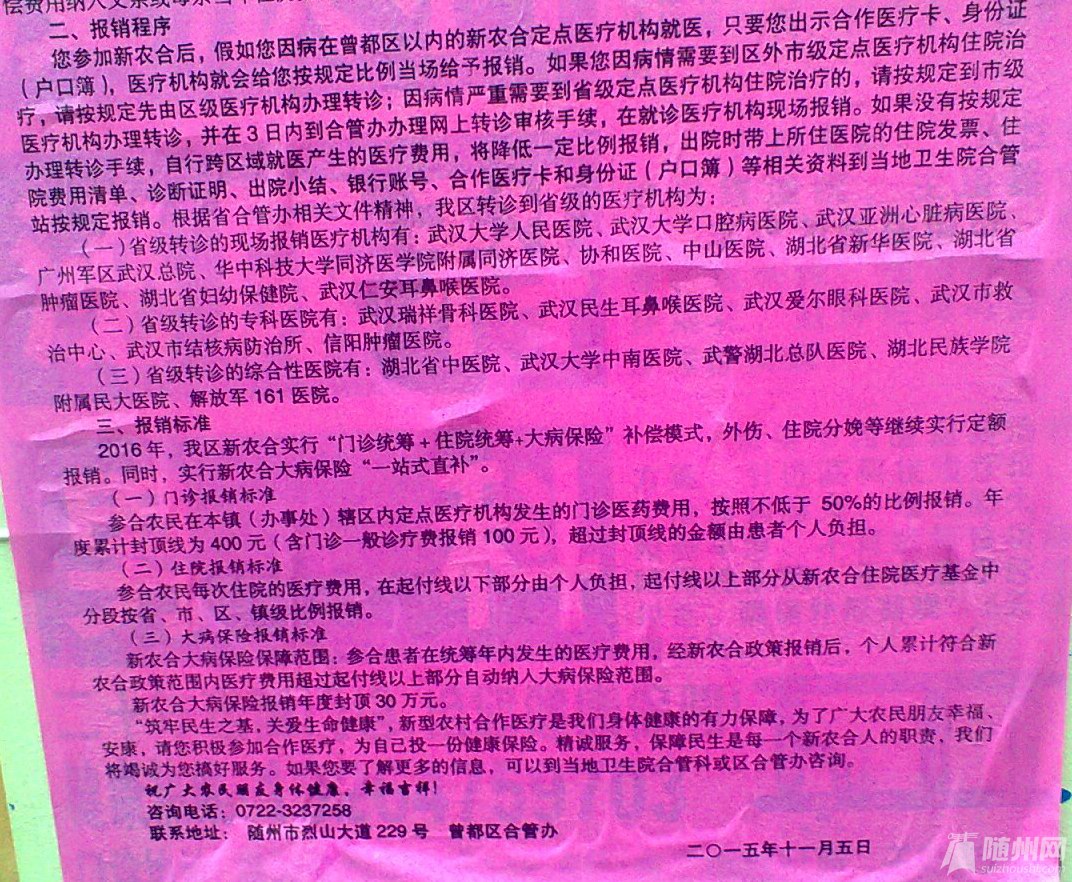 二、报销程序
您参加新农合后，假如您因病在曾都区以内的新农合定点医疗机构就医，只要您出示合作医疗卡、身份证
（户口簿），医疗机构就会给您按规定比例当场给予报销。如果您因病情需要到区外市级定点医疗机构住院治
疗，请按规定先由区级医疗机构办理转诊；因病情严重需要到省级定点医疗机构住院治疗的，请按规定到市级
医疗机构办理转诊，并在3日内到合管办办理网上转诊审核手续，在就诊医疗机构现场报销。如果没有按规定
办理转诊手续，自行跨区域就医产生的医疗费用，将降低一定比例报销，出院时带上所住医院的住院发票、住
院费用清单、诊断证明、出院小结、银行账号、合作医疗卡和身份证（户口簿）等相关资料到当地卫生院合管
站按规定报销。根据省合管办相关文件精神，我区转诊到省级的医疗机构为：
（一）省级转诊的现场报销医疗机构有：武汉大学人民医院、武汉大学口腔病医院、武汉亚洲心脏病医院、
广州军区武汉总院、华中科技大学同济医学院附属同济医院、协和医院、中山医院、湖北省新华医院、湖北省
肿瘤医院、湖北省妇幼保健院、武汉仁安耳鼻喉医院。
（二）省级转诊的专科医院有：武汉瑞祥骨科医院、武汉民生耳鼻喉医院、武汉爱尔眼科医院、武汉市救
治中心、武汉市结核病防治所、信阳肿瘤医院。
（三）省级转诊的综合性医院有：湖北省中医院、武汉大学中南医院、武警湖北总队医院、湖北民族学院
附属民大医院、解放军161医院。
三、报销标准
2016年，我区新农合实行“门诊统筹+住院统筹+大病保险”补偿模式，外伤、住院分娩等继续实行定额
报销。同时，实行新农合大病保险“一站式直补”。
（一）门诊报销标准
参合农民在本镇（办事处）辖区内定点医疗机构发生的门诊医药费用，按照不低于50%的比例报销。年
度累计封顶线为400元（含门诊一般诊疗费报销100元），超过封顶线的金额由患者个人负担。
（二）住院报销标准
参合农民每次住院的医疗费用，在起付线以下部分由个人负担，起付线以上部分从新农合住院医疗基金中
分段按省、市、区、镇级比例报销。
（三）大病保险报销标准
新农合大病保险保障范围：参合患者在统筹年内发生的医疗费用，经新农合政策报销后，个人累计符合新
农合政策范围内医疗费用超过起付线以上部分自动纳入大病保险范围。
新农合大病保险报销年度封顶30万元。
“筑牢民生之基，关爱生命健康”，新型农村合作医疗是我们身体健康的有力保障，为了广大农民朋友幸福、
安康，请您积极参加合作医疗，为自己投一份健康保险。精诚服务，保障民生是每一个新农合人的职责，我们
将竭诚为您搞好服务。如果您要了解更多的信息，可以到当地卫生院合管科或区合管办咨询。
祝广大农民朋友身体健康、幸福吉祥！
咨询电话：0722-3237258
联系地址：随州市烈山大道229号 曾都区合管办
二〇一五年十一月五日
随州网